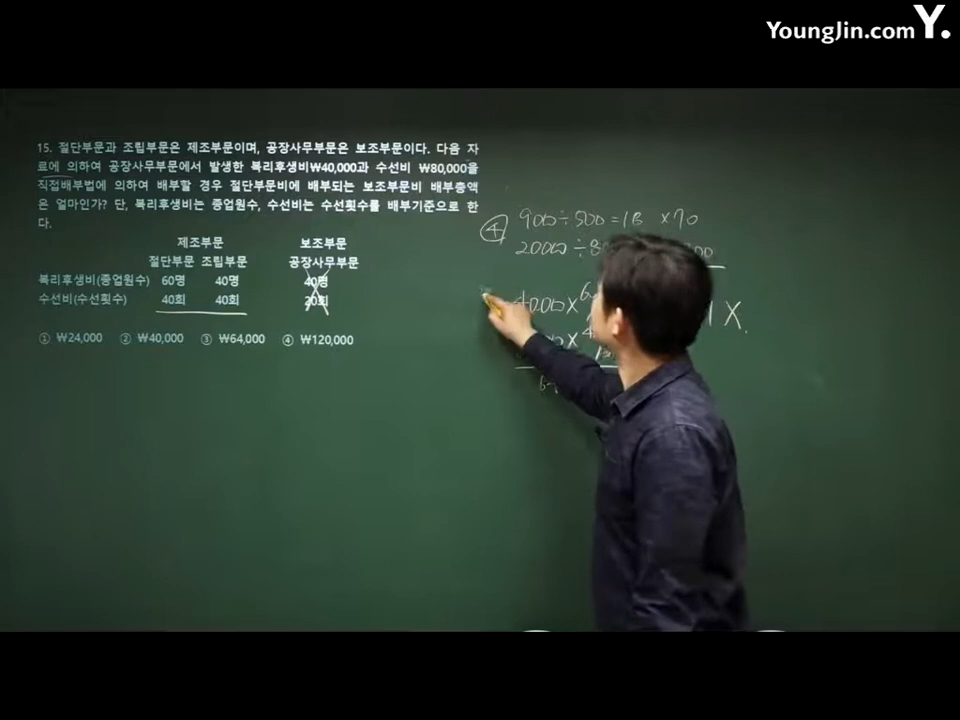 YoungJin.com Y.
15. 절단부문과 조립부문은 제조부문이며, 공장사무부문은 보조부문이다. 다음 자
료에 의하여 공장사무부문에서 발생한 복리후생비₩40,000과 수선비 ₩80,000을
직접배부법에 의하여 배부할 경우 절단부문비에 배부되는 보조부문비 배부총액
은 얼마인가? 단, 복리후생비는 종업원수, 수선비는 수선횟수를 배부기준으로 한
다.
제조부문 보조부문
절단부문 조립부문 공장사무부문
복리후생비(종업원수) 60명 40명 40명
수선비(수선횟수) 40회 40회 20회
① ₩24,000 ② ₩40,000 ③ ₩64,000 ④ ₩120,000
④ 9000÷500=18 ×70